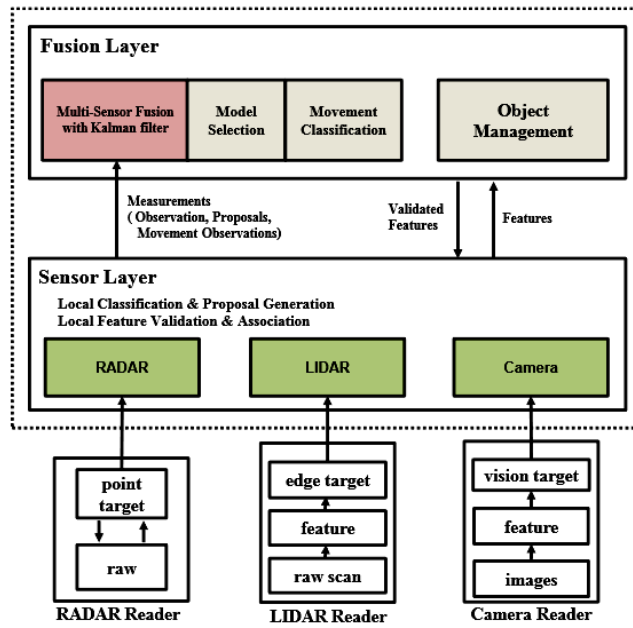 Fusion Layer
Multi-Sensor Fusion
with Kalman filter
Model
Selection
Movement
Classification
Object
Management
Measurements
( Observation, Proposals,
Movement Observations)
Validated
Features
Features
Sensor Layer
Local Classification & Proposal Generation
Local Feature Validation & Association
RADAR
LIDAR
Camera
point
target
raw
RADAR Reader
edge target
feature
raw scan
LIDAR Reader
vision target
feature
images
Camera Reader